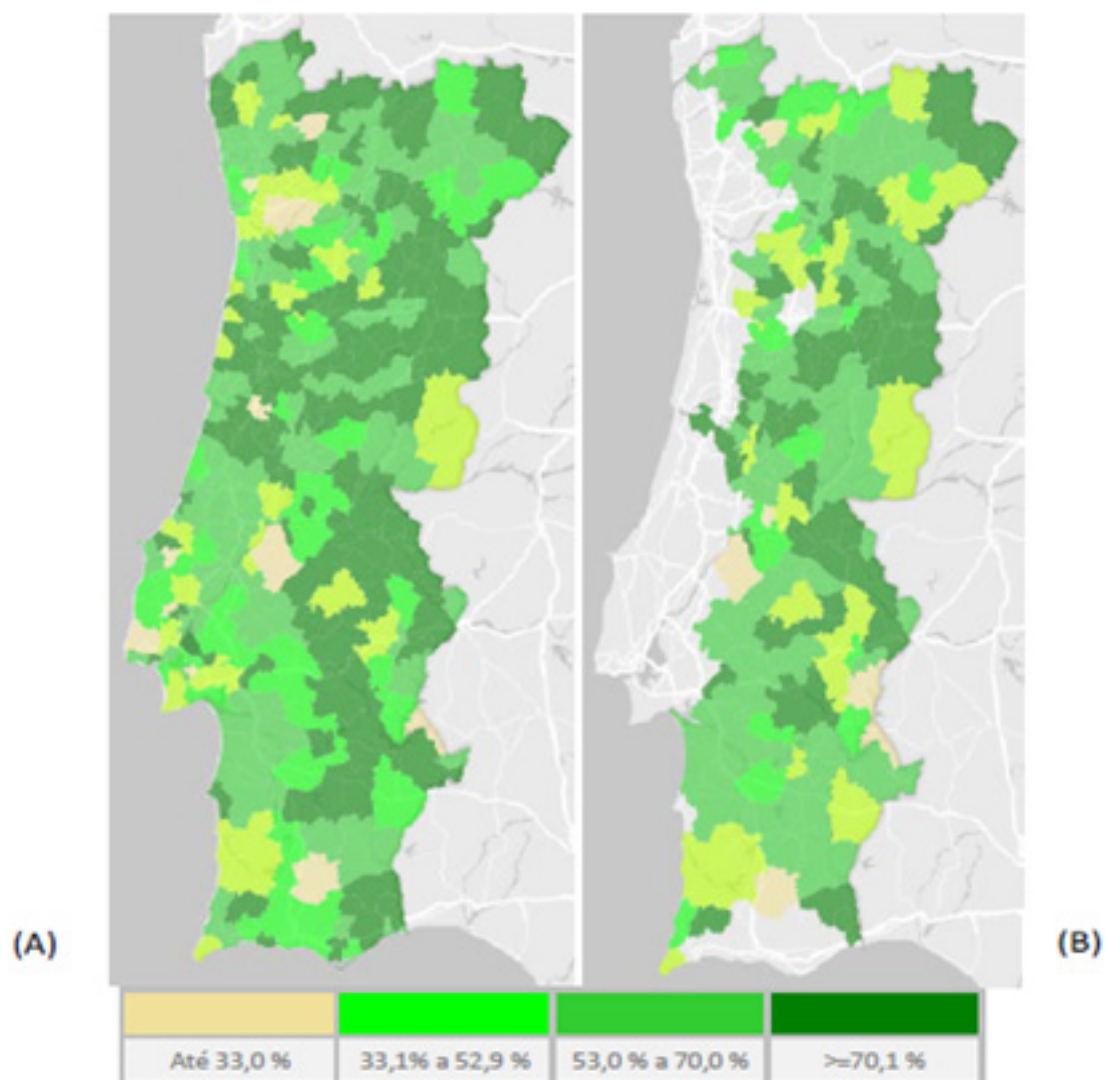 (A)
(B)
Até 33,0 %
33,1% a 52,9 %
53,0 % a 70,0 %
>=70,1 %